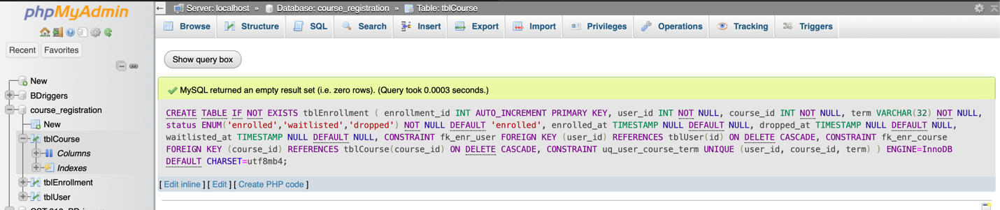 phpMyAdmin
Recent Favorites
New
BDriggers
course_registration
New
tblCourse
Columns
Indexes
tblEnrollment
tblUser
Server: localhost » Database: course_registration » Table: tblCourse
Browse Structure SQL Search Insert Export Import Privileges Operations Tracking Triggers
Show query box
MySQL returned an empty result set (i.e. zero rows). (Query took 0.0003 seconds.)
CREATE TABLE IF NOT EXISTS tblEnrollment ( enrollment_id INT AUTO_INCREMENT PRIMARY KEY, user_id INT NOT NULL, course_id INT NOT NULL, term VARCHAR(32) NOT NULL,
status ENUM('enrolled','waitlisted','dropped') NOT NULL DEFAULT 'enrolled', enrolled_at TIMESTAMP NULL DEFAULT NULL, dropped_at TIMESTAMP NULL DEFAULT NULL,
waitlisted_at TIMESTAMP NULL DEFAULT NULL, CONSTRAINT fk_enr_user FOREIGN KEY (user_id) REFERENCES tblUser(id) ON DELETE CASCADE, CONSTRAINT fk_enr_course
FOREIGN KEY (course_id) REFERENCES tblCourse(course_id) ON DELETE CASCADE, CONSTRAINT uq_user_course_term UNIQUE (user_id, course_id, term) ) ENGINE=InnoDB
DEFAULT CHARSET=utf8mb4;
[ Edit inline ] [ Edit ] [ Create PHP code ]